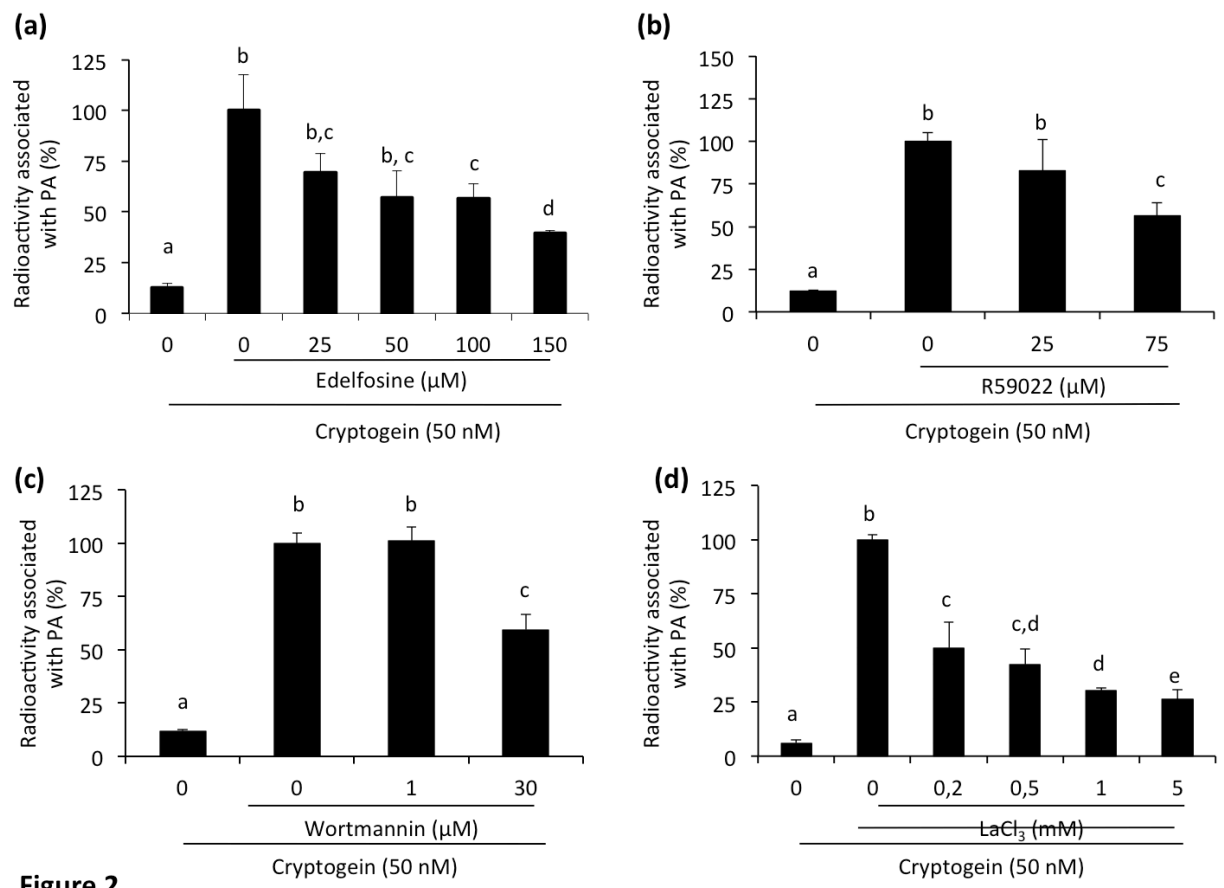 (a)
Radioactivity associated
with PA (%)
125
100
75
50
25
0
a
b
b,c
b, c
c
d
0 0 25 50 100 150
Edelfosine (µM)
Cryptogein (50 nM)
(b)
Radioactivity associated
with PA (%)
150
125
100
75
50
25
0
a
b
b
c
0 0 25 75
R59022 (µM)
Cryptogein (50 nM)
(c)
Radioactivity associated
with PA (%)
125
100
75
50
25
0
a
b
b
c
0 0 1 30
Wortmannin (µM)
Cryptogein (50 nM)
(d)
Radioactivity associated
with PA (%)
125
100
75
50
25
0
a
b
c
c,d
d
e
0 0 0,2 0,5 1 5
LaCl₃ (mM)
Cryptogein (50 nM)
Figure 2